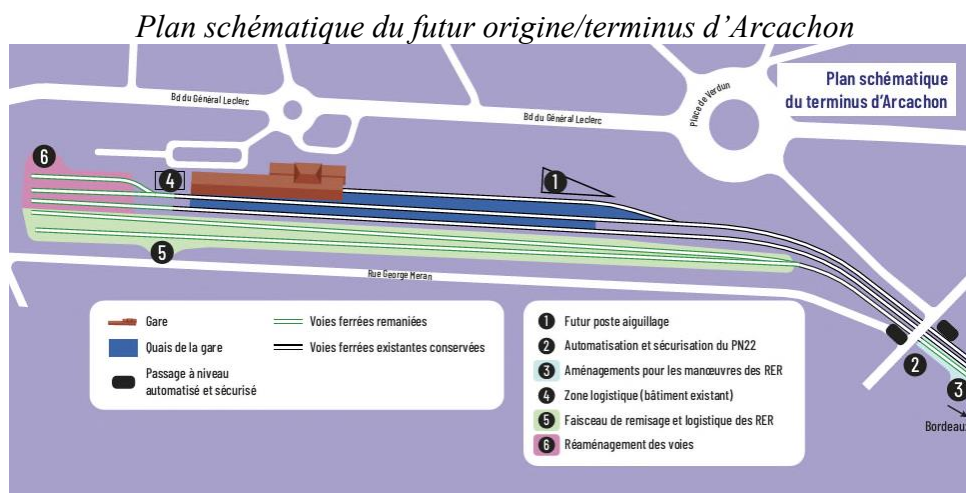 Plan schématique du futur origine/terminus d’Arcachon
Plan schématique
du terminus d’Arcachon
Bd du Général Leclerc
Bd du Général Leclerc
Place de Verdun
6
4
1
5
Rue George Meran
2
3
Bordeaux
Gare
Quais de la gare
Passage à niveau
automatisé et sécurisé
Voies ferrées remaniées
Voies ferrées existantes conservées
1 Futur poste aiguillage
2 Automatisation et sécurisation du PN22
3 Aménagements pour les manœuvres des RER
4 Zone logistique (bâtiment existant)
5 Faisceau de remisage et logistique des RER
6 Réaménagement des voies